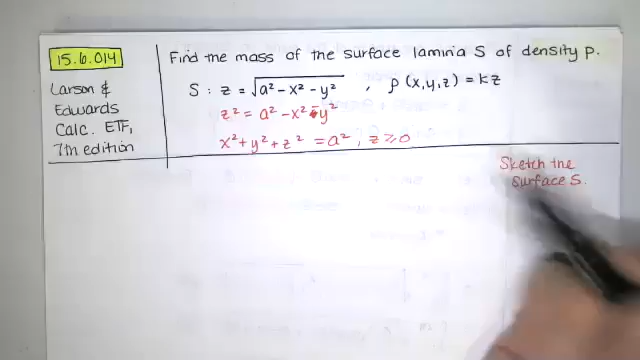 15.6.014
Larson &
Edwards
Calc. ETF,
7th edition
Find the mass of the surface lamina S of density ρ.
S : z = √(a² - x² - y²) , ρ(x,y,z) = kz
z² = a² - x² - y²
x² + y² + z² = a² , z ≥ 0
Sketch the
surface S.